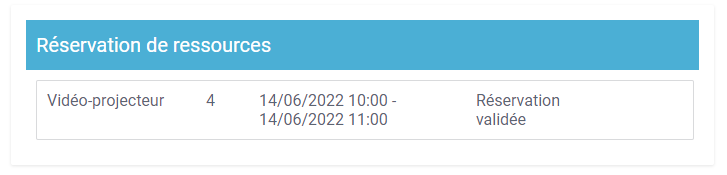 Réservation de ressources
Vidéo-projecteur 4 14/06/2022 10:00 - Réservation
14/06/2022 11:00 validée